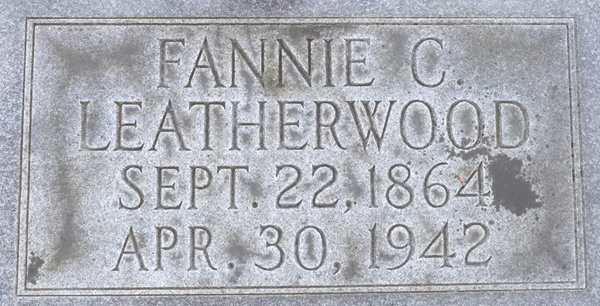 FANNIE C.
LEATHERWOOD
SEPT. 22, 1864
APR. 30, 1942